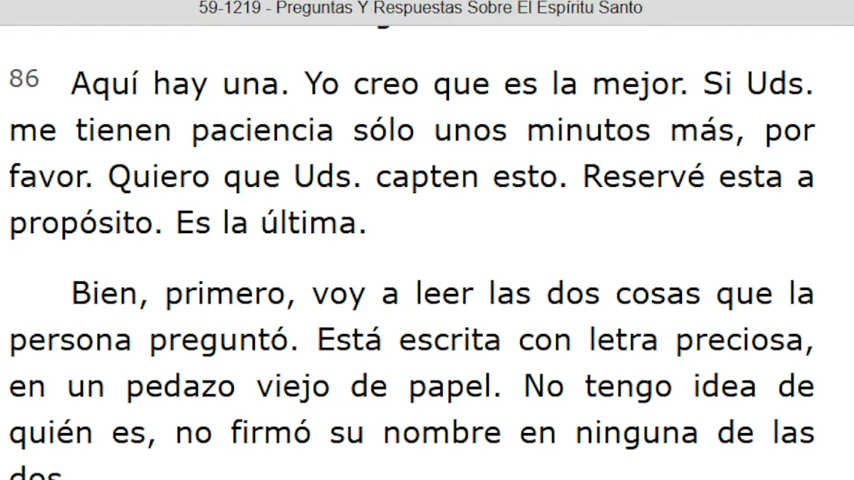 59-1219 - Preguntas Y Respuestas Sobre El Espíritu Santo
86 Aquí hay una. Yo creo que es la mejor. Si Uds.
me tienen paciencia sólo unos minutos más, por
favor. Quiero que Uds. capten esto. Reservé esta a
propósito. Es la última.
Bien, primero, voy a leer las dos cosas que la
persona preguntó. Está escrita con letra preciosa,
en un pedazo viejo de papel. No tengo idea de
quién es, no firmó su nombre en ninguna de las
dos.